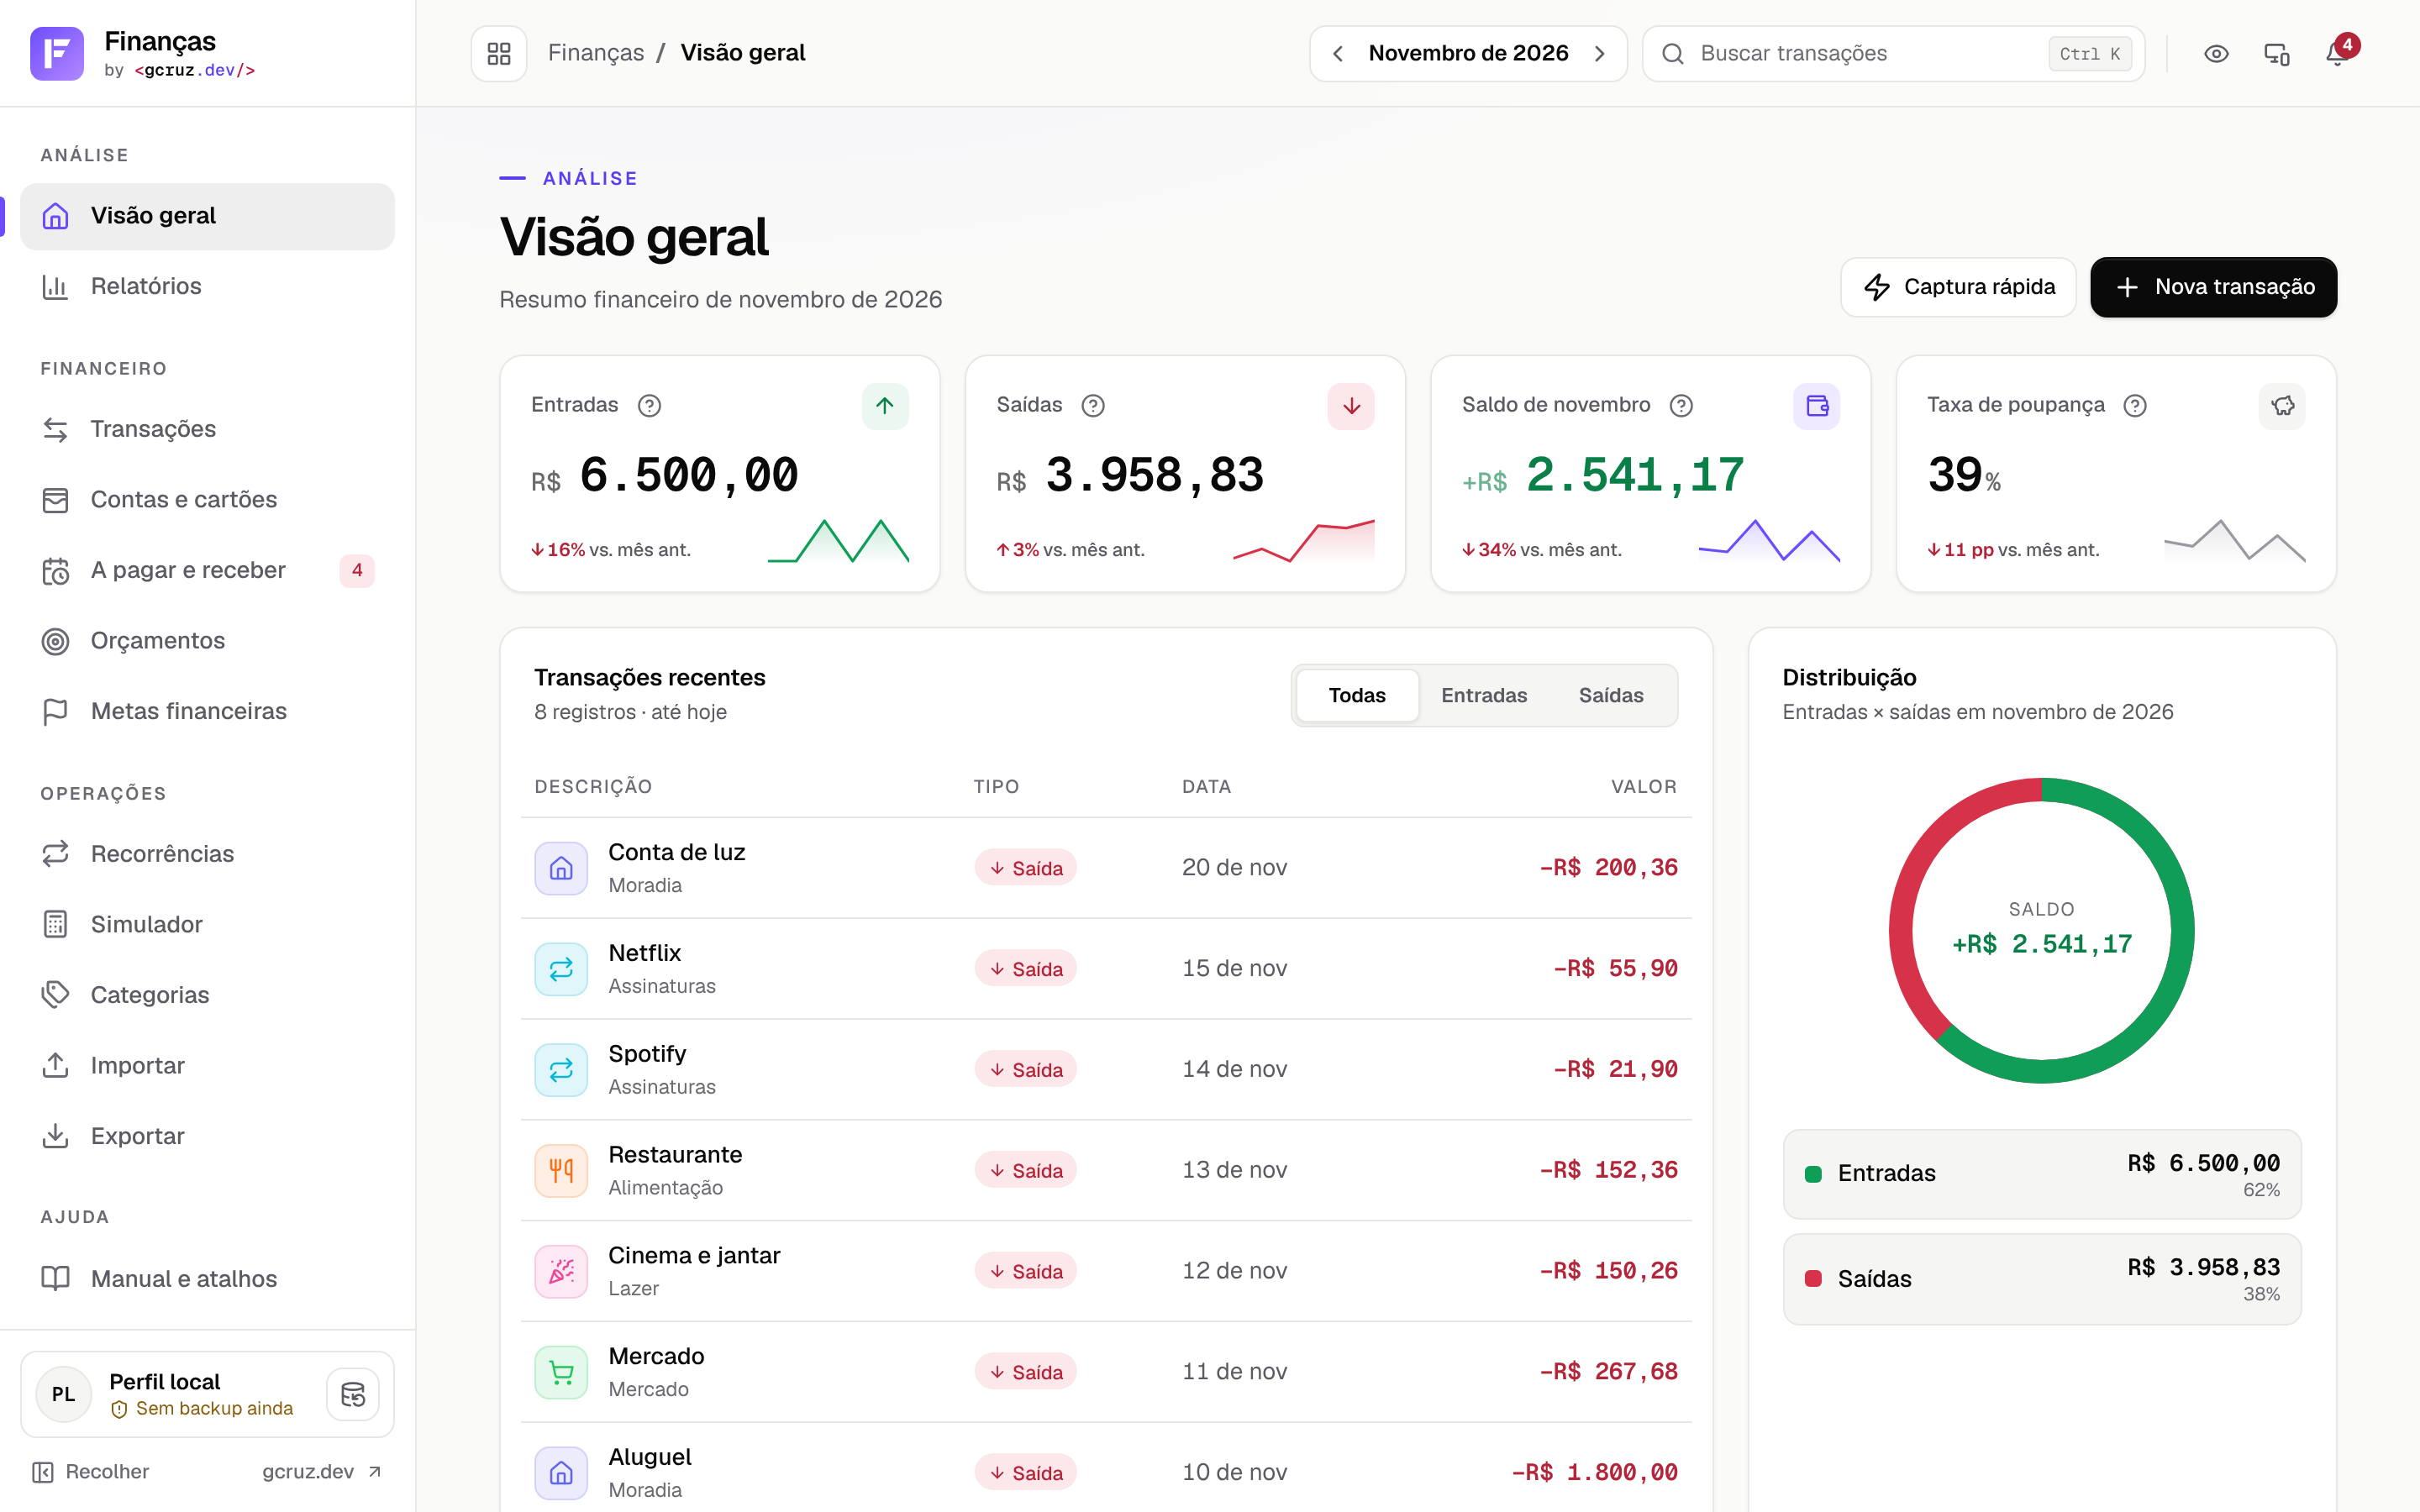 Finanças
by <gcruz.dev/>
ANÁLISE
Visão geral
Relatórios
FINANCEIRO
Transações
Contas e cartões
A pagar e receber 4
Orçamentos
Metas financeiras
OPERAÇÕES
Recorrências
Simulador
Categorias
Importar
Exportar
AJUDA
Manual e atalhos
PL
Perfil local
Sem backup ainda
Recolher gcruz.dev
Finanças / Visão geral
Novembro de 2026
Buscar transações Ctrl K
4
ANÁLISE
Visão geral
Resumo financeiro de novembro de 2026
Captura rápida
Nova transação
Entradas
R$ 6.500,00
16% vs. mês ant.
Saídas
R$ 3.958,83
3% vs. mês ant.
Saldo de novembro
+R$ 2.541,17
34% vs. mês ant.
Taxa de poupança
39%
11 pp vs. mês ant.
Transações recentes
8 registros · até hoje
Todas Entradas Saídas
DESCRIÇÃO TIPO DATA VALOR
Conta de luz
Moradia
Saída 20 de nov −R$ 200,36
Netflix
Assinaturas
Saída 15 de nov −R$ 55,90
Spotify
Assinaturas
Saída 14 de nov −R$ 21,90
Restaurante
Alimentação
Saída 13 de nov −R$ 152,36
Cinema e jantar
Lazer
Saída 12 de nov −R$ 150,26
Mercado
Mercado
Saída 11 de nov −R$ 267,68
Aluguel
Moradia
Saída 10 de nov −R$ 1.800,00
Distribuição
Entradas × saídas em novembro de 2026
SALDO
+R$ 2.541,17
Entradas R$ 6.500,00
62%
Saídas R$ 3.958,83
38%